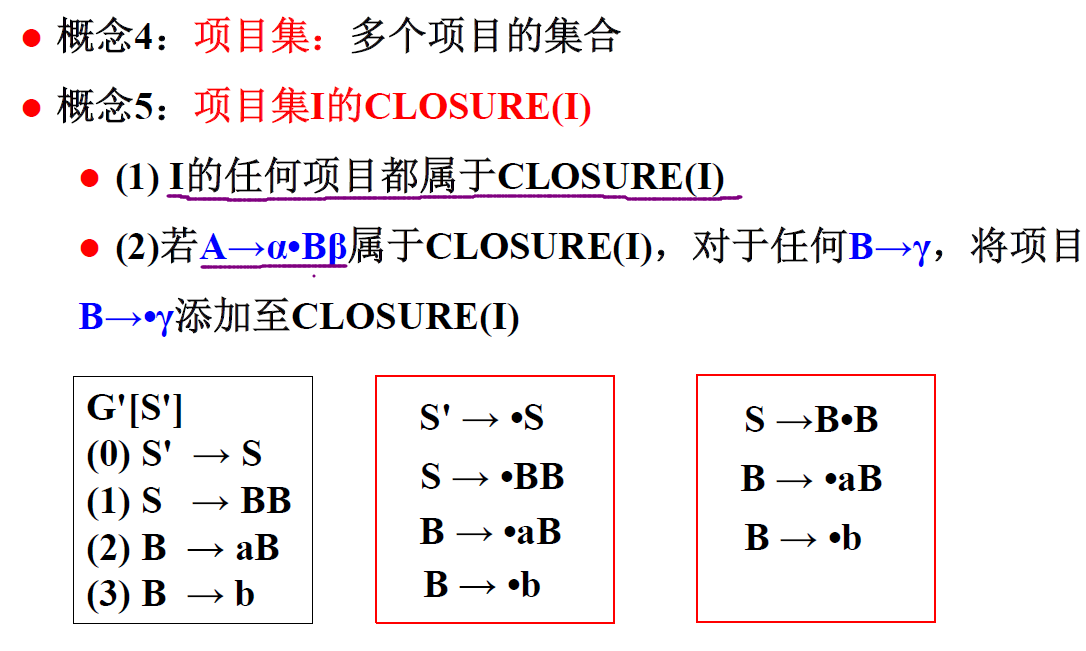 ● 概念4：项目集：多个项目的集合
● 概念5：项目集I的CLOSURE(I)
● (1) I的任何项目都属于CLOSURE(I)
● (2)若A→α•Bβ属于CLOSURE(I)，对于任何B→γ，将项目
B→•γ添加至CLOSURE(I)
G'[S']
(0) S' → S
(1) S → BB
(2) B → aB
(3) B → b
S' → •S
S → •BB
B → •aB
B → •b
S →B•B
B → •aB
B → •b